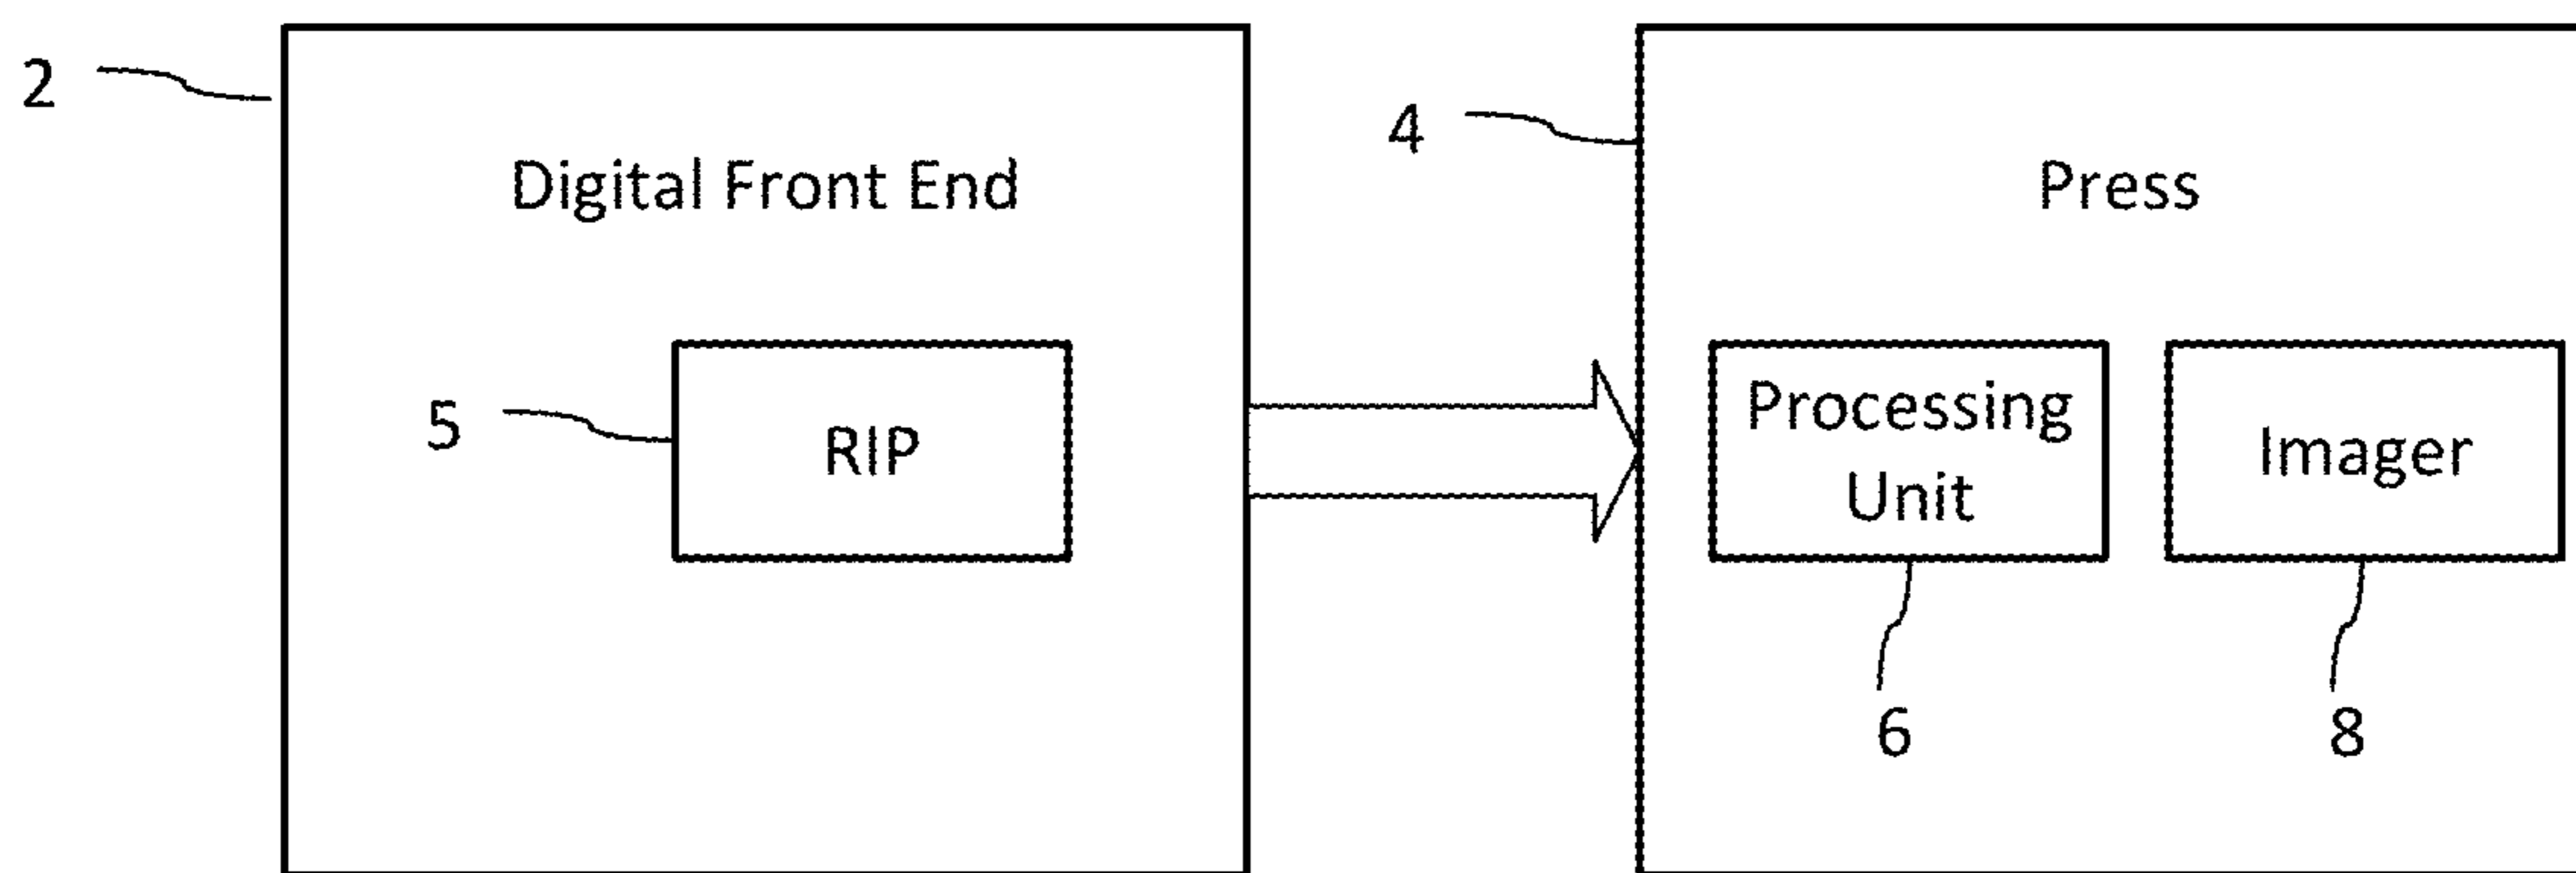 2
Digital Front End
5
RIP
4
Press
Processing
Unit
Imager
6
8